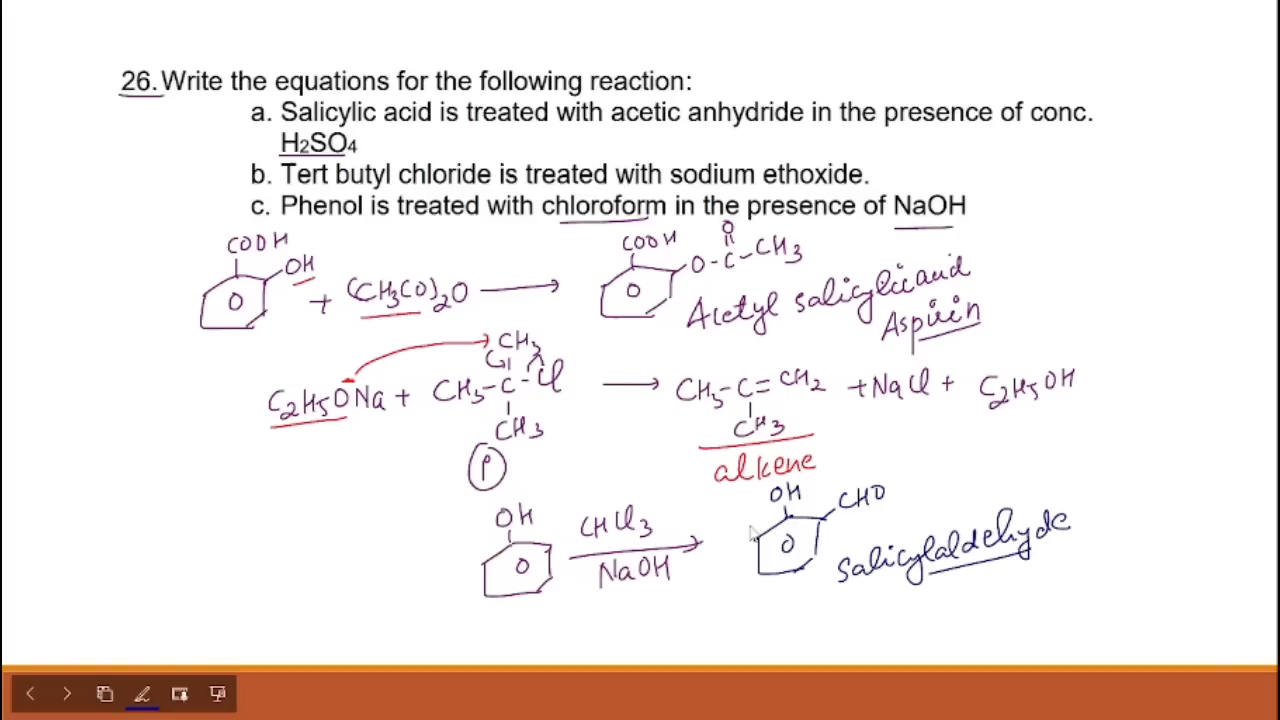 26. Write the equations for the following reaction:
a. Salicylic acid is treated with acetic anhydride in the presence of conc.
H2SO4
b. Tert butyl chloride is treated with sodium ethoxide.
c. Phenol is treated with chloroform in the presence of NaOH
COOH
OH
+ (CH3CO)2O
COOH
O
O-C-CH3
Acetyl salicylic acid
Aspirin
CH3
C2H5ONa + CH3-C-Cl
CH3
CH3-C=CH2 + NaCl + C2H5OH
CH3
alkene
P
OH
CHCl3
NaOH
OH
CHO
Salicylaldehyde